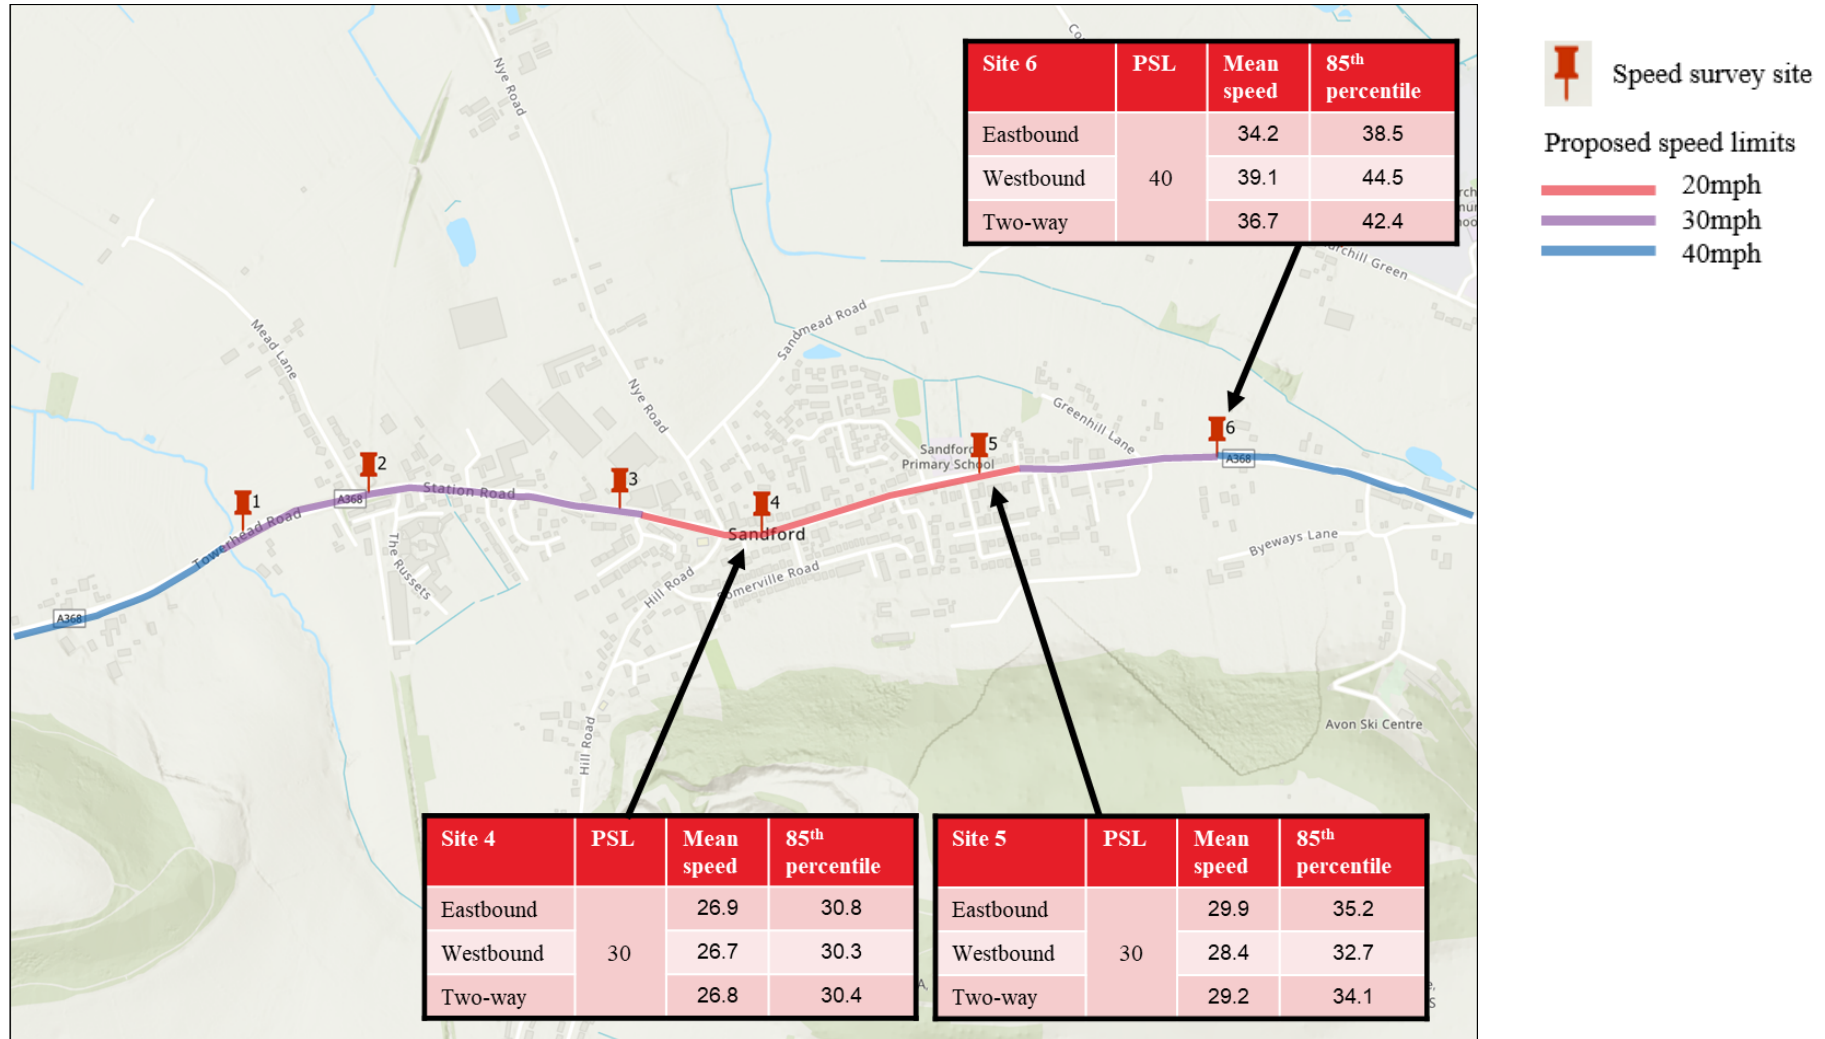 Site 6 PSL Mean speed 85th percentile
Eastbound 34.2 38.5
Westbound 40 39.1 44.5
Two-way 36.7 42.4
Speed survey site
Proposed speed limits
20mph
30mph
40mph
Nye Road
Churchill Green
Mead Lane
Sandmead Road
Nye Road
Greenhill Lane
1
2
3
4
5
6
Sandford
Primary School
A368
Station Road
A368
Towerhead Road
Sandford
The Russets
Hill Road
Somerville Road
Byeways Lane
A368
Avon Ski Centre
Hill Road
Site 4 PSL Mean speed 85th percentile
Eastbound 26.9 30.8
Westbound 30 26.7 30.3
Two-way 26.8 30.4
Site 5 PSL Mean speed 85th percentile
Eastbound 29.9 35.2
Westbound 30 28.4 32.7
Two-way 29.2 34.1